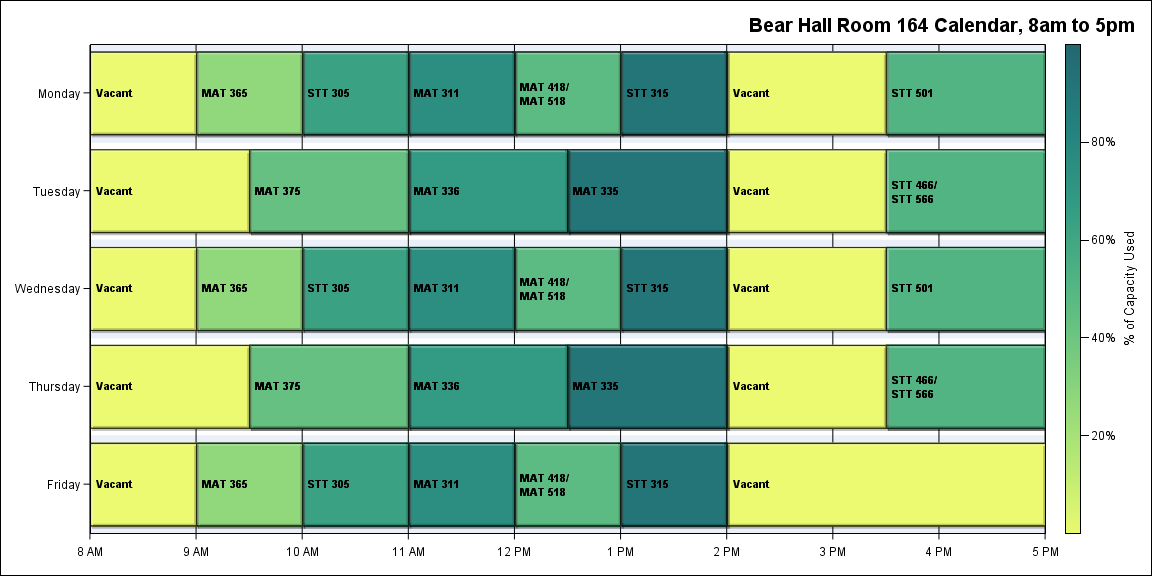 Bear Hall Room 164 Calendar, 8am to 5pm
Monday
Vacant
MAT 365
STT 305
MAT 311
MAT 418/
MAT 518
STT 315
Vacant
STT 501
Tuesday
Vacant
MAT 375
MAT 336
MAT 335
Vacant
STT 466/
STT 566
Wednesday
Vacant
MAT 365
STT 305
MAT 311
MAT 418/
MAT 518
STT 315
Vacant
STT 501
Thursday
Vacant
MAT 375
MAT 336
MAT 335
Vacant
STT 466/
STT 566
Friday
Vacant
MAT 365
STT 305
MAT 311
MAT 418/
MAT 518
STT 315
Vacant
8 AM
9 AM
10 AM
11 AM
12 PM
1 PM
2 PM
3 PM
4 PM
5 PM
80%
60%
40%
20%
% of Capacity Used